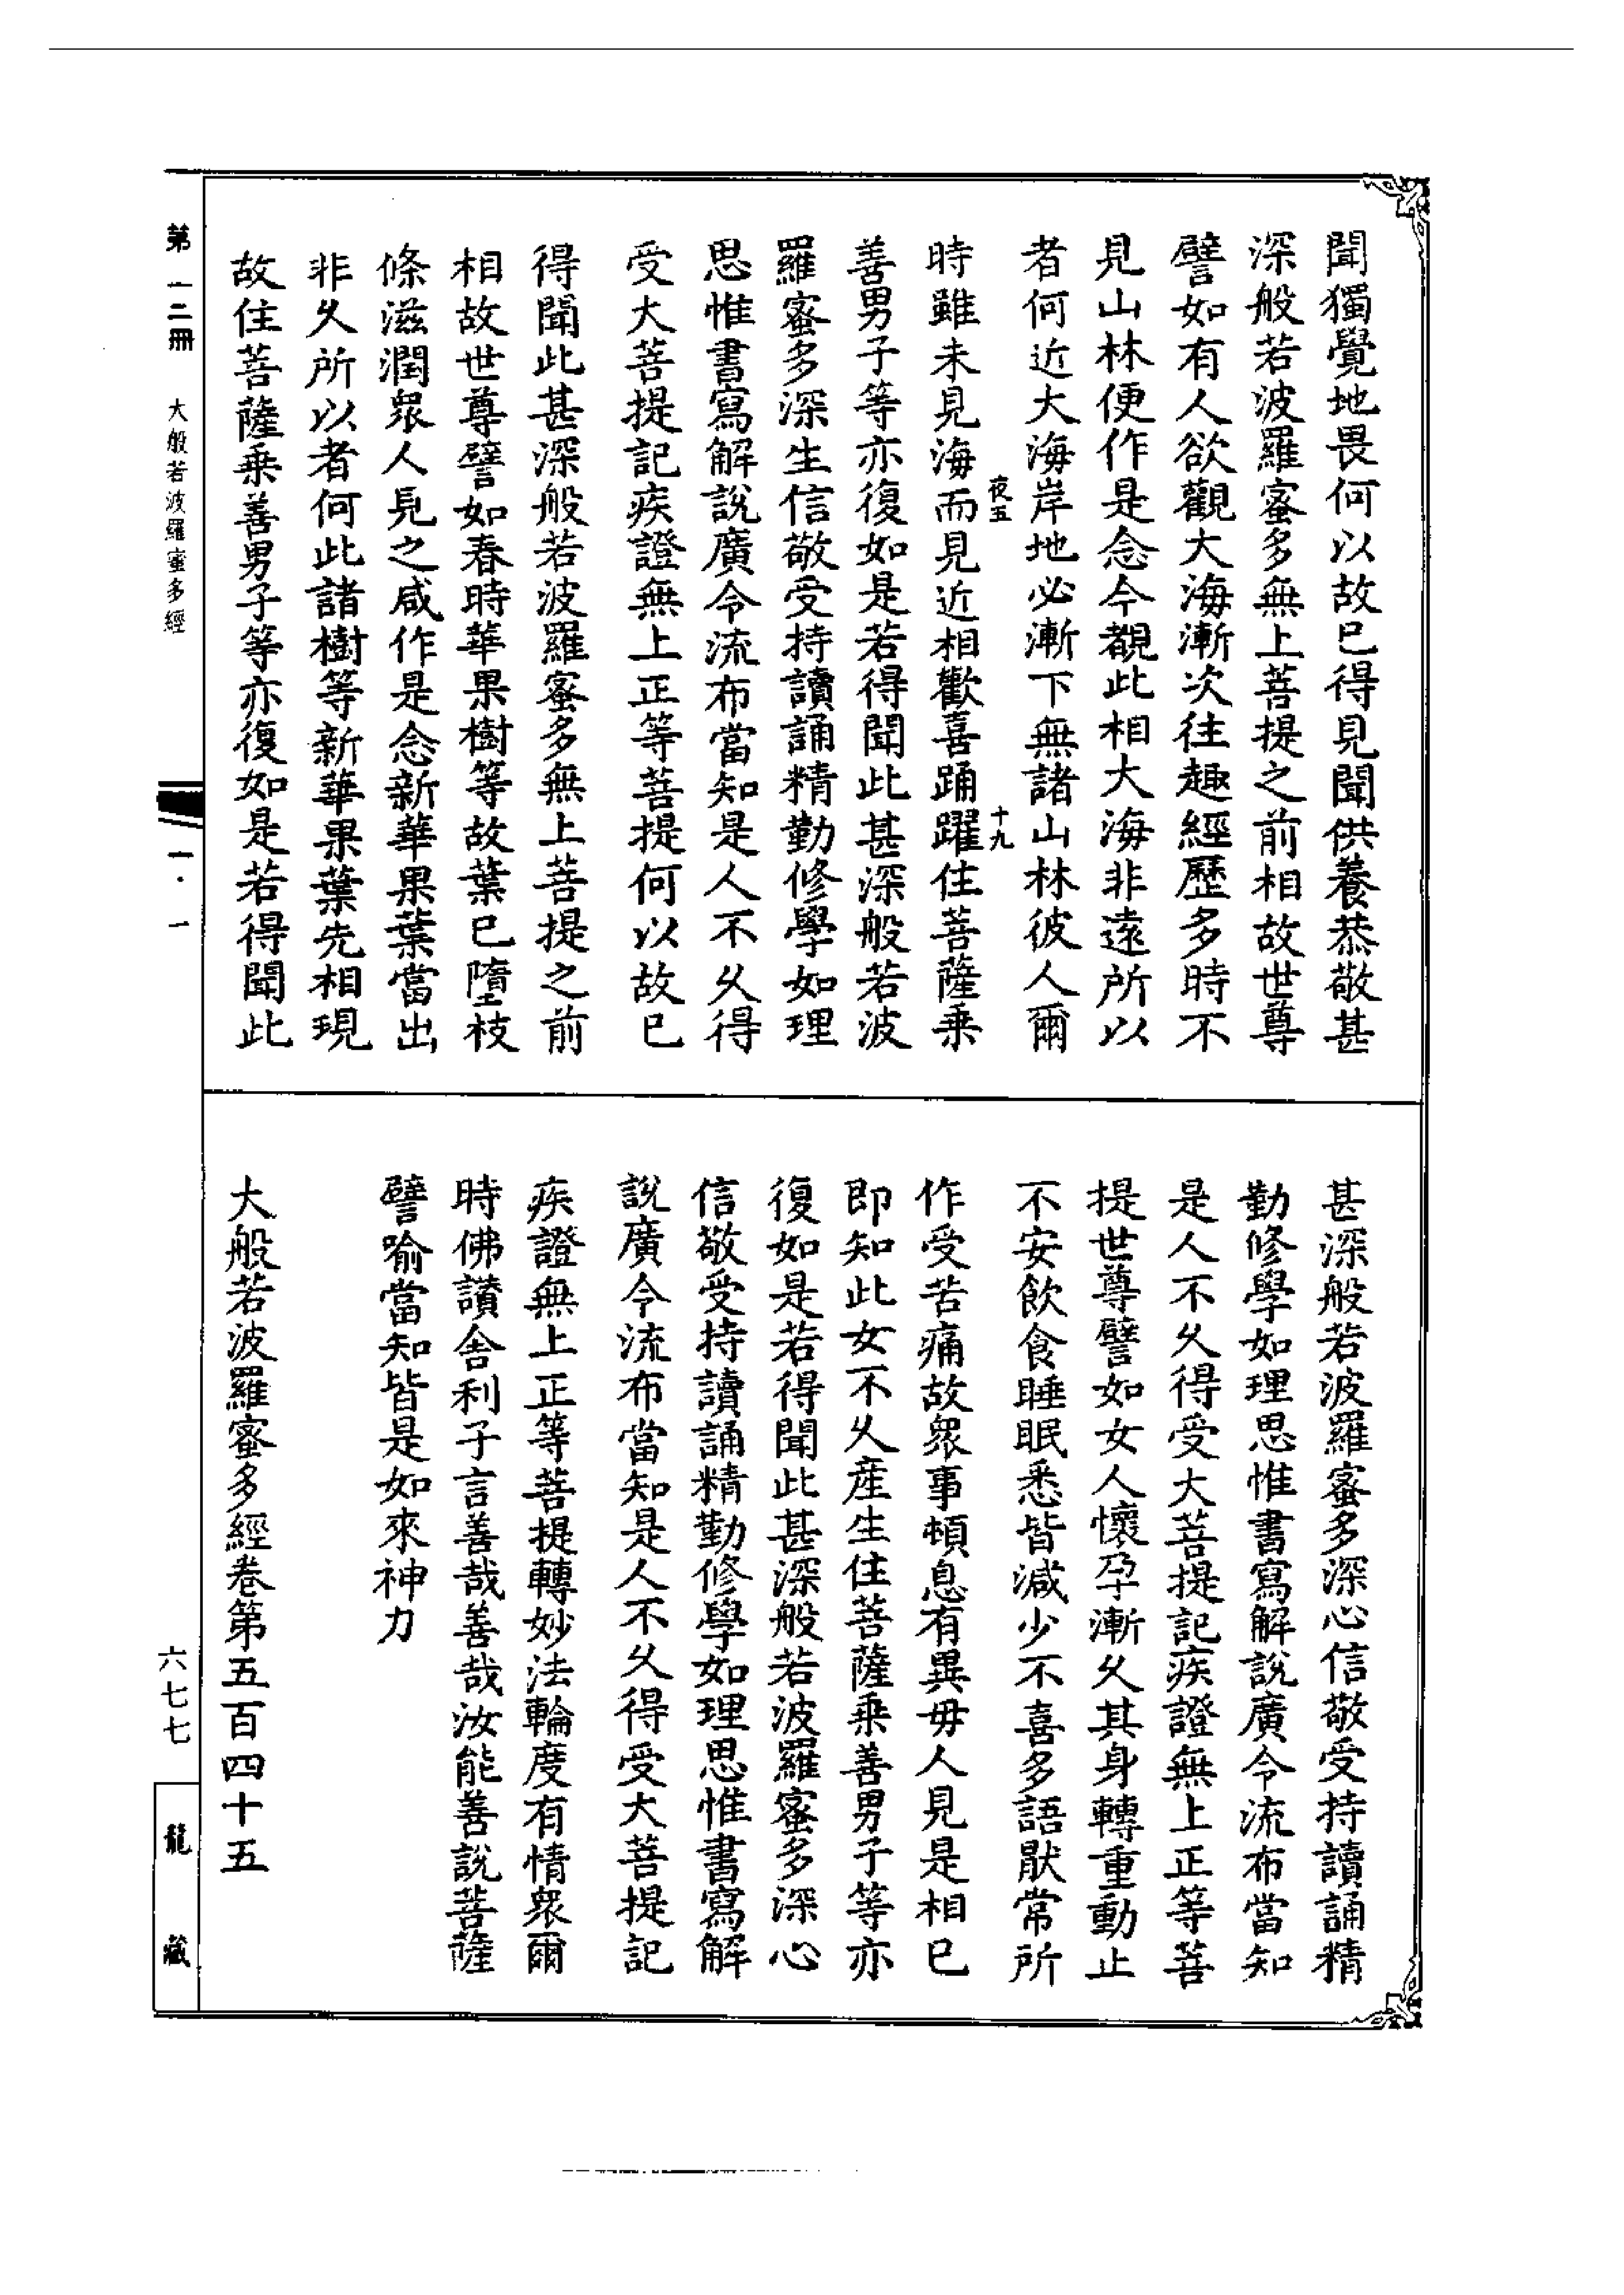 聞獨覺地畏何以故已得見聞供養恭敬甚
深般若波羅蜜多無上菩提之前相故世尊
譬如有人欲觀大海漸次往趣經歷多時不
見山林便作是念今覩此相大海非遠所以
者何近大海岸地必漸下無諸山林彼人爾
夜五
十九
時雖未見海而見近相歡喜踊躍住菩薩乗
善男子等亦復如是若得聞此甚深般若波
羅蜜多深生信敬受持讀誦精勤修學如理
思惟書寫解說廣令流布當知是人不久得
受大菩提記疾證無上正等菩提何以故已
得聞此甚深般若波羅蜜多無上菩提之前
相故世尊譬如春時華果樹等故葉已墮枝
條滋潤衆人見之咸作是念新華果葉當出
非久所以者何此諸樹等新華果葉先相現
故住菩薩乗善男子等亦復如是若得聞此
甚深般若波羅蜜多深心信敬受持讀誦精
勤修學如理思惟書寫解說廣令流布當知
是人不久得受大菩提記疾證無上正等菩
提世尊譬如女人懷孕漸久其身轉重動止
不安飲食睡眠悉皆減少不喜多語厭常所
作受苦痛故衆事頓息有異母人見是相已
即知此女不久産生住菩薩乗善男子等亦
復如是若得聞此甚深般若波羅蜜多深心
信敬受持讀誦精勤修學如理思惟書寫解
說廣令流布當知是人不久得受大菩提記
疾證無上正等菩提轉妙法輪度有情衆爾
時佛讃舍利子言善哉善哉汝能善說菩薩
譬喻當知皆是如來神力
大般若波羅蜜多經卷第五百四十五
第一二冊 大般若波羅蜜多經 一·一
六七七
龍藏